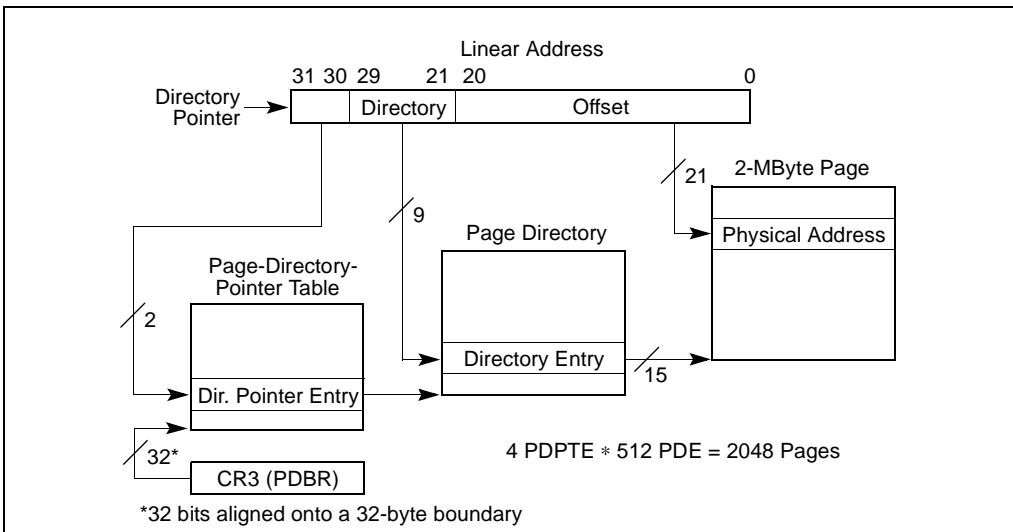 Linear Address
31 30 29 21 20 0
Directory
Pointer
Directory
Offset
21
2-MByte Page
9
Page Directory
Physical Address
Page-Directory-
Pointer Table
2
Directory Entry
15
Dir. Pointer Entry
32*
4 PDPTE * 512 PDE = 2048 Pages
CR3 (PDBR)
*32 bits aligned onto a 32-byte boundary